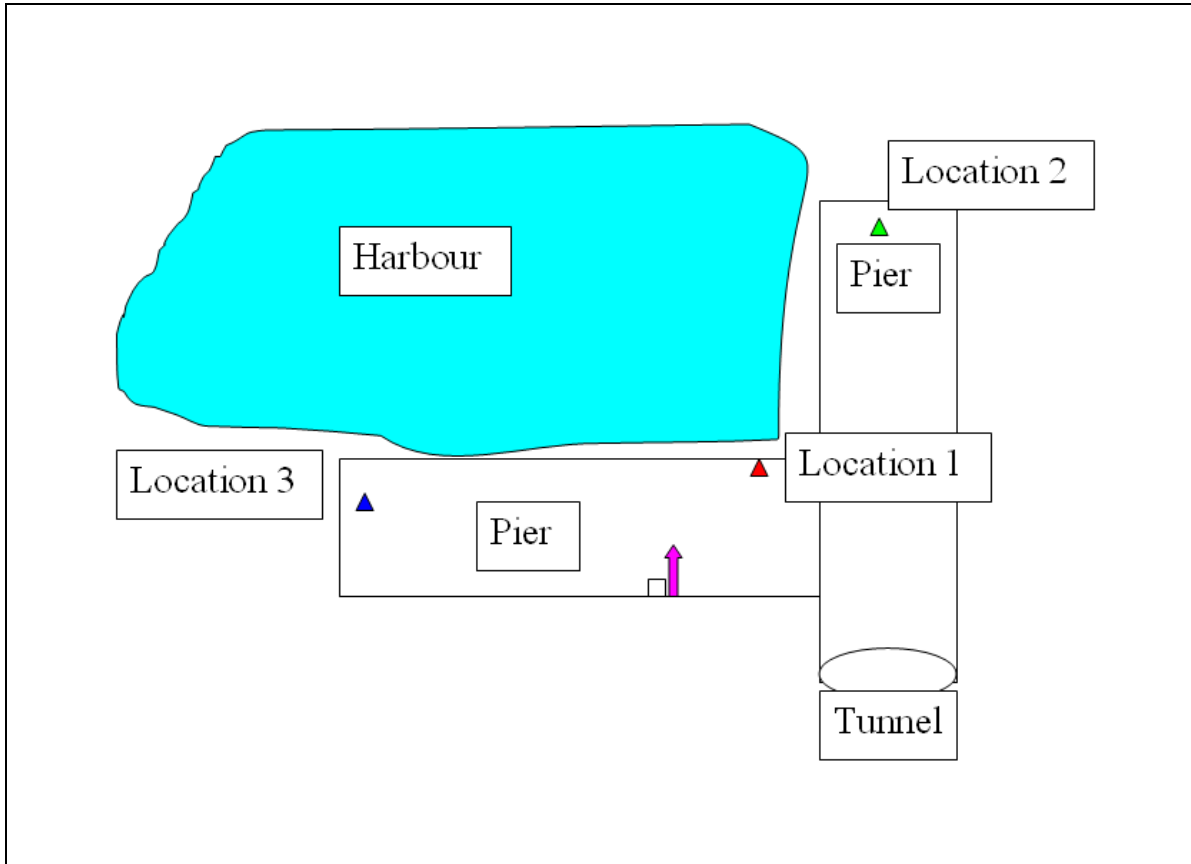 Location 2
Harbour
Pier
Location 1
Location 3
Pier
Tunnel